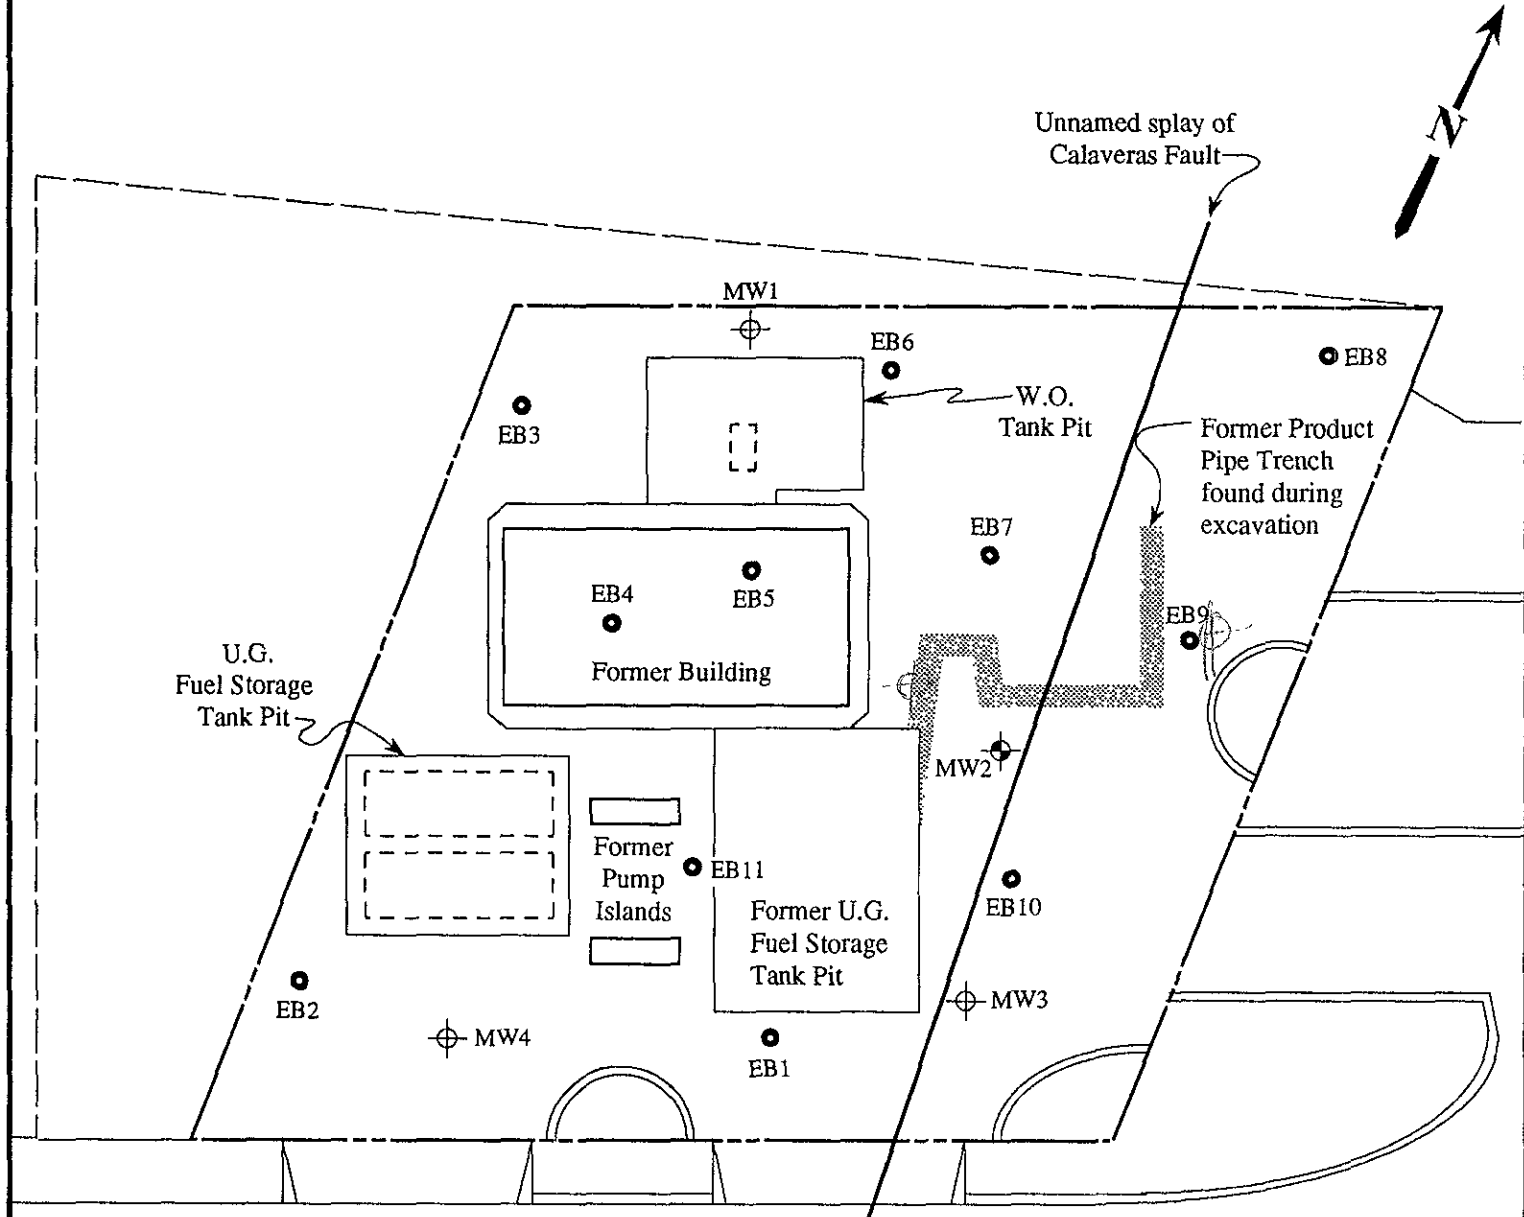 N
Unnamed splay of
Calaveras Fault
MW1
EB6
EB8
W.O.
Tank Pit
EB3
Former Product
Pipe Trench
found during
excavation
EB7
EB4
EB5
EB9
Former Building
U.G.
Fuel Storage
Tank Pit
MW2
Former
Pump
Islands
EB11
EB10
Former U.G.
Fuel Storage
Tank Pit
EB2
MW3
MW4
EB1